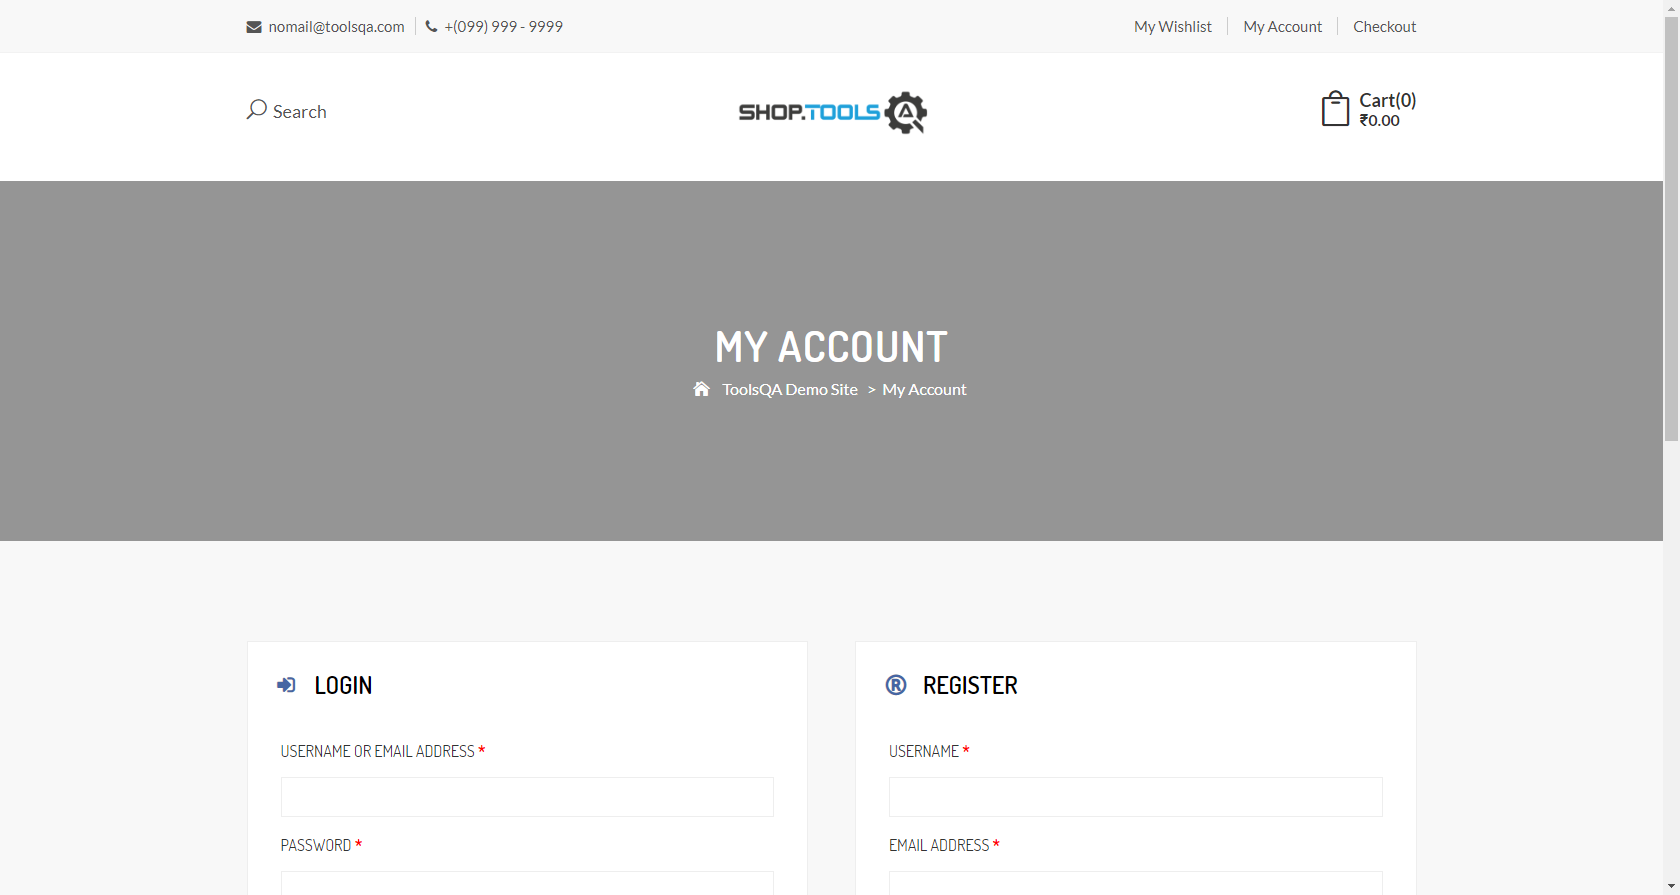 nomail@toolsqa.com
+(099) 999 - 9999
My Wishlist
My Account
Checkout
Search
SHOP.TOOLS
Cart(0)
₹0.00
MY ACCOUNT
ToolsQA Demo Site > My Account
LOGIN
USERNAME OR EMAIL ADDRESS *
PASSWORD *
REGISTER
USERNAME *
EMAIL ADDRESS *